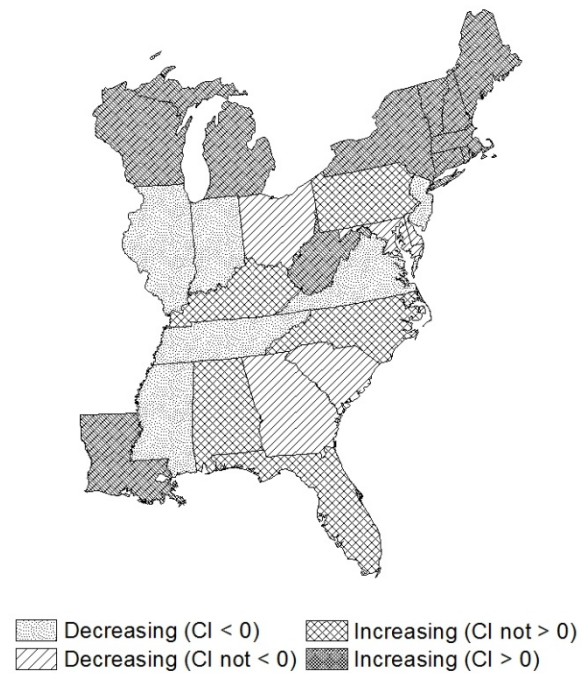 Decreasing (CI < 0)
Increasing (CI not > 0)
Decreasing (CI not < 0)
Increasing (CI > 0)